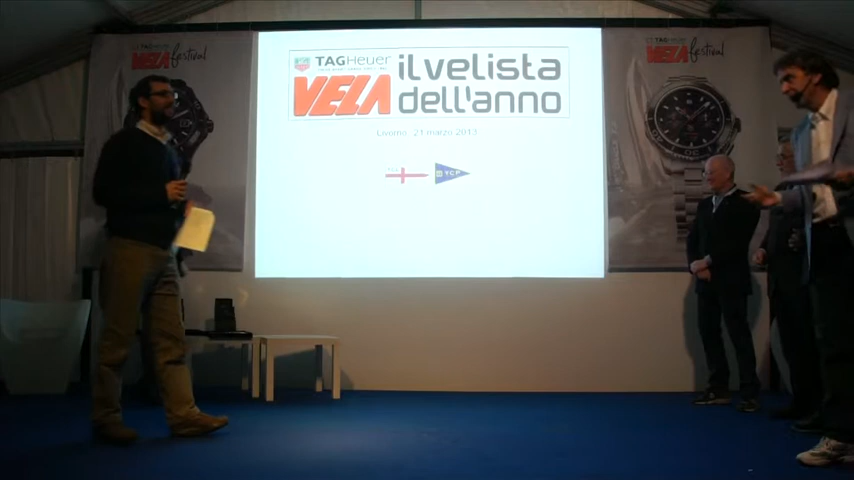 TAGHeuer
VELA festival
TAGHeuer
VELA
il velista
dell'anno
Livorno 21 marzo 2013
YCP
TAGHeuer
VELA festival